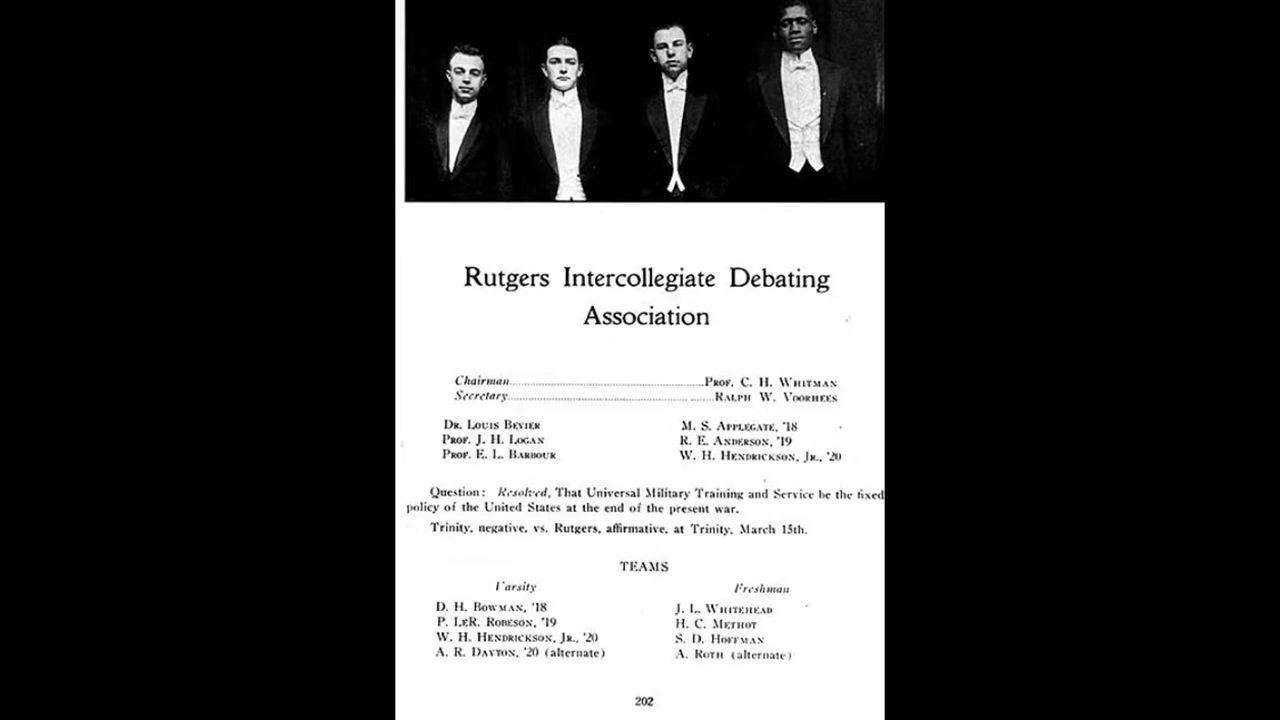 Rutgers Intercollegiate Debating
Association
Chairman........PROF. C. H. WHITMAN
Secretary........RALPH W. VOORHEES
DR. LOUIS BEVIER
PROF. J. H. LOGAN
PROF. E. L. BARBOUR
M. S. APPLEGATE, '18
R. E. ANDERSON, '19
W. H. HENDRICKSON, JR., '20
Question: Resolved, That Universal Military Training and Service be the fixed
policy of the United States at the end of the present war.
Trinity, negative, vs. Rutgers, affirmative, at Trinity, March 15th.
TEAMS
Varsity
D. H. BOWMAN, '18
P. LER. ROBESON, '19
W. H. HENDRICKSON, JR., '20
A. R. DAYTON, '20 (alternate)
Freshman
J. L. WHITEHEAD
H. C. METHOT
S. D. HOFFMAN
A. ROTH (alternate)
202